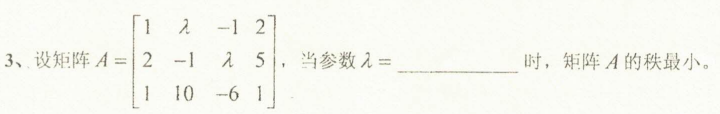 3、设矩阵 A = [1 λ -1 2
2 -1 λ 5
1 10 -6 1], 当参数 λ = ____________ 时，矩阵 A 的秩最小。